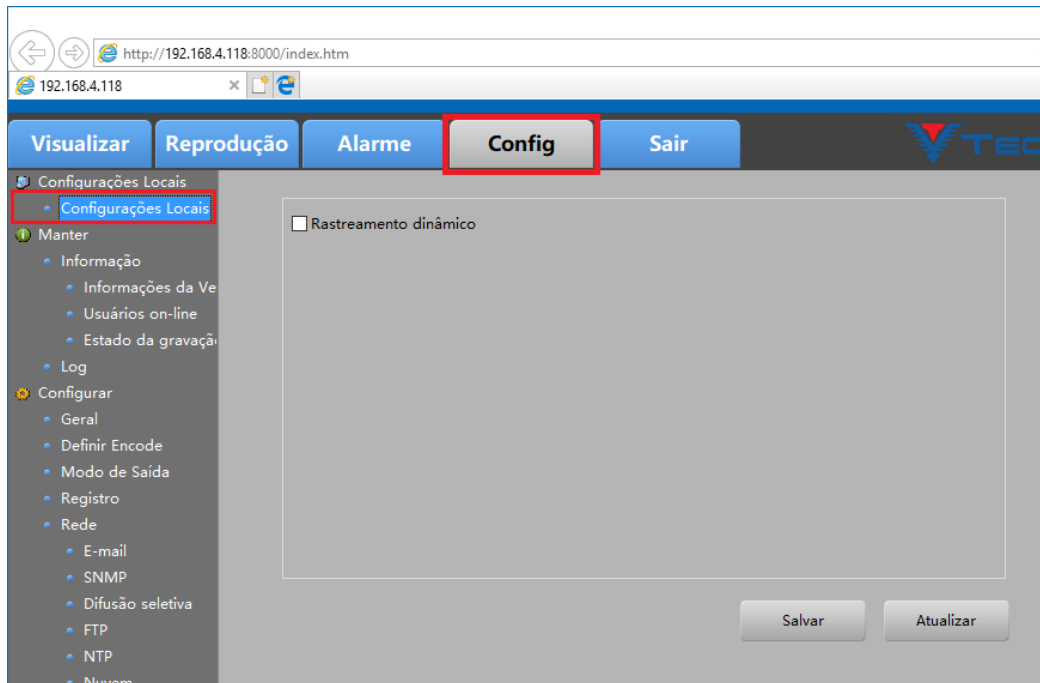 http://192.168.4.118:8000/index.htm
192.168.4.118
Visualizar Reprodução Alarme Config Sair
Configurações Locais
Configurações Locais
Rastreamento dinâmico
Manter
Informação
Informações da Ve
Usuários on-line
Estado da gravaçã
Log
Configurar
Geral
Definir Encode
Modo de Saída
Registro
Rede
E-mail
SNMP
Difusão seletiva
FTP
NTP
Nuvem
Salvar Atualizar